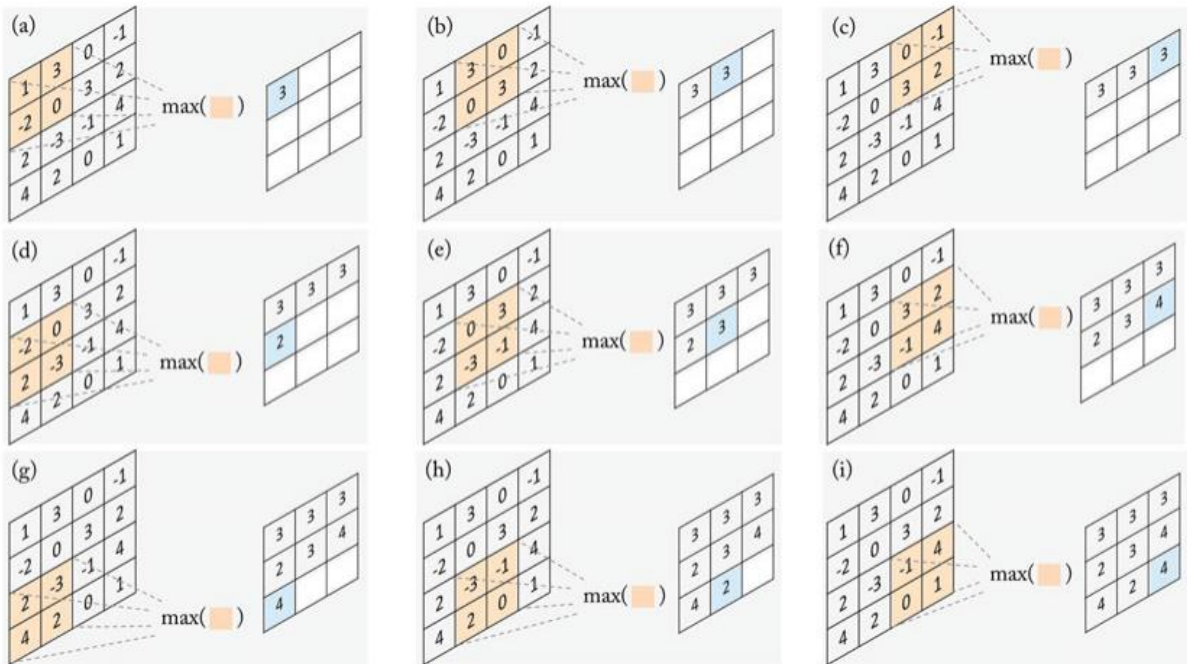 (a)
1 3 0 -1
-2 0 3 2
2 -3 -1 4
4 2 0 1
max( )
3
(b)
1 3 0 -1
-2 0 3 2
2 -3 -1 4
4 2 0 1
max( )
3 3
(c)
1 3 0 -1
-2 0 3 2
2 -3 -1 4
4 2 0 1
max( )
3 3 3
(d)
1 3 0 -1
-2 0 3 2
2 -3 -1 4
4 2 0 1
max( )
3 3 3
2
(e)
1 3 0 -1
-2 0 3 2
2 -3 -1 4
4 2 0 1
max( )
3 3 3
2 3
(f)
1 3 0 -1
-2 0 3 2
2 -3 -1 4
4 2 0 1
max( )
3 3 3
2 3 4
(g)
1 3 0 -1
-2 0 3 2
2 -3 -1 4
4 2 0 1
max( )
3 3 3
2 3 4
4
(h)
1 3 0 -1
-2 0 3 2
2 -3 -1 4
4 2 0 1
max( )
3 3 3
2 3 4
4 2
(i)
1 3 0 -1
-2 0 3 2
2 -3 -1 4
4 2 0 1
max( )
3 3 3
2 3 4
4 2 4